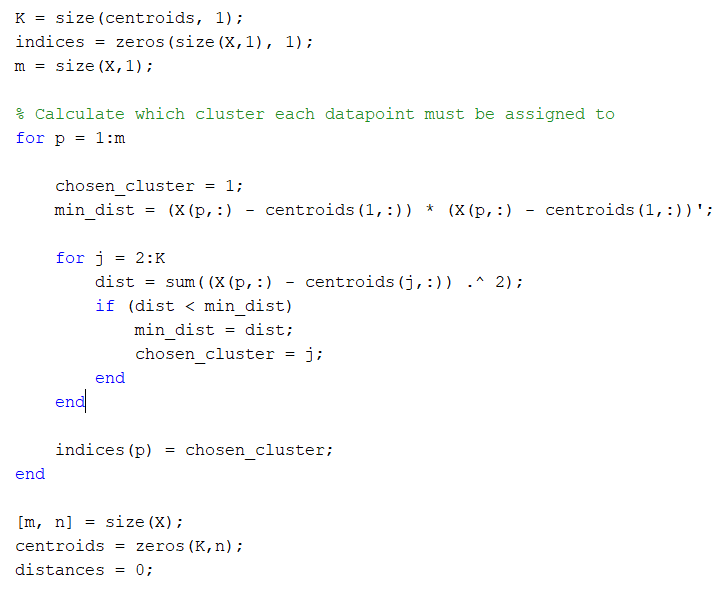 K = size(centroids, 1);
indices = zeros(size(X,1), 1);
m = size(X,1);

% Calculate which cluster each datapoint must be assigned to
for p = 1:m

    chosen_cluster = 1;
    min_dist = (X(p,:) - centroids(1,:)) * (X(p,:) - centroids(1,:))';

    for j = 2:K
        dist = sum((X(p,:) - centroids(j,:)) .^ 2);
        if (dist < min_dist)
            min_dist = dist;
            chosen_cluster = j;
        end
    end

    indices(p) = chosen_cluster;
end

[m, n] = size(X);
centroids = zeros(K,n);
distances = 0;